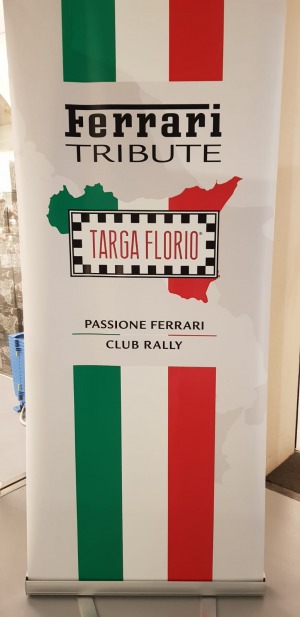 Ferrari
TRIBUTE
TARGA FLORIO®
PASSIONE FERRARI
CLUB RALLY